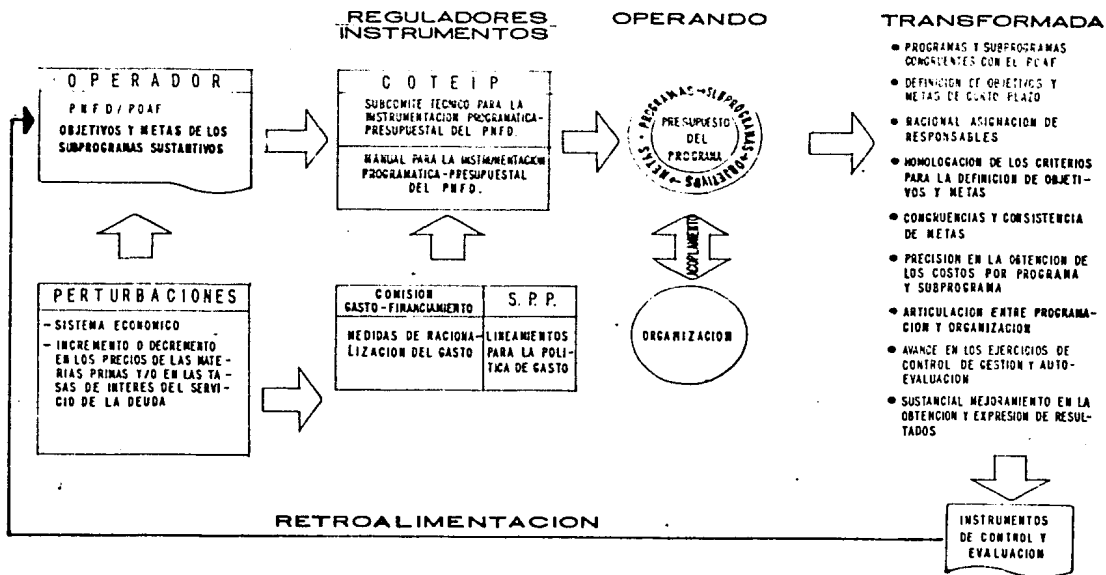 REGULADORES
INSTRUMENTOS
OPERANDO
TRANSFORMADA
OPERADOR
PNFD/POAF
OBJETIVOS Y METAS DE LOS
SUBPROGRAMAS SUSTANTIVOS
COTEIP
SUBCOMITE TECNICO PARA LA
INSTRUMENTACION PROGRAMATICA-
PRESUPUESTAL DEL PNFD.
MANUAL PARA LA INSTRUMENTACION
PROGRAMATICA-PRESUPUESTAL
DEL PNFD.
PROGRAMAS→SUBPROGRAMAS→OBJETIVOS→METAS
PRESUPUESTO
DEL
PROGRAMA
ACOPLAMIENTO
ORGANIZACION
PERTURBACIONES
- SISTEMA ECONOMICO
- INCREMENTO O DECREMENTO
EN LOS PRECIOS DE LAS MATE-
RIAS PRIMAS Y/O EN LAS TA-
SAS DE INTERES DEL SERVI-
CIO DE LA DEUDA
COMISION
GASTO-FINANCIAMIENTO
MEDIDAS DE RACIONA-
LIZACION DEL GASTO
S.P.P.
LINEAMIENTOS
PARA LA POLI-
TICA DE GASTO
● PROGRAMAS Y SUBPROGRAMAS
CONGRUENTES CON EL POAF
● DEFINICION DE OBJETIVOS Y
METAS DE CORTO PLAZO
● RACIONAL ASIGNACION DE
RESPONSABLES
● HOMOLOGACION DE LOS CRITERIOS
PARA LA DEFINICION DE OBJETI-
VOS Y METAS
● CONGRUENCIAS Y CONSISTENCIA
DE METAS
● PRECISION EN LA OBTENCION DE
LOS COSTOS POR PROGRAMA
Y SUBPROGRAMA
● ARTICULACION ENTRE PROGRAMA-
CION Y ORGANIZACION
● AVANCE EN LOS EJERCICIOS DE
CONTROL DE GESTION Y AUTO-
EVALUACION
● SUSTANCIAL MEJORAMIENTO EN LA
OBTENCION Y EXPRESION DE RESUL-
TADOS
RETROALIMENTACION
INSTRUMENTOS
DE CONTROL Y
EVALUACION